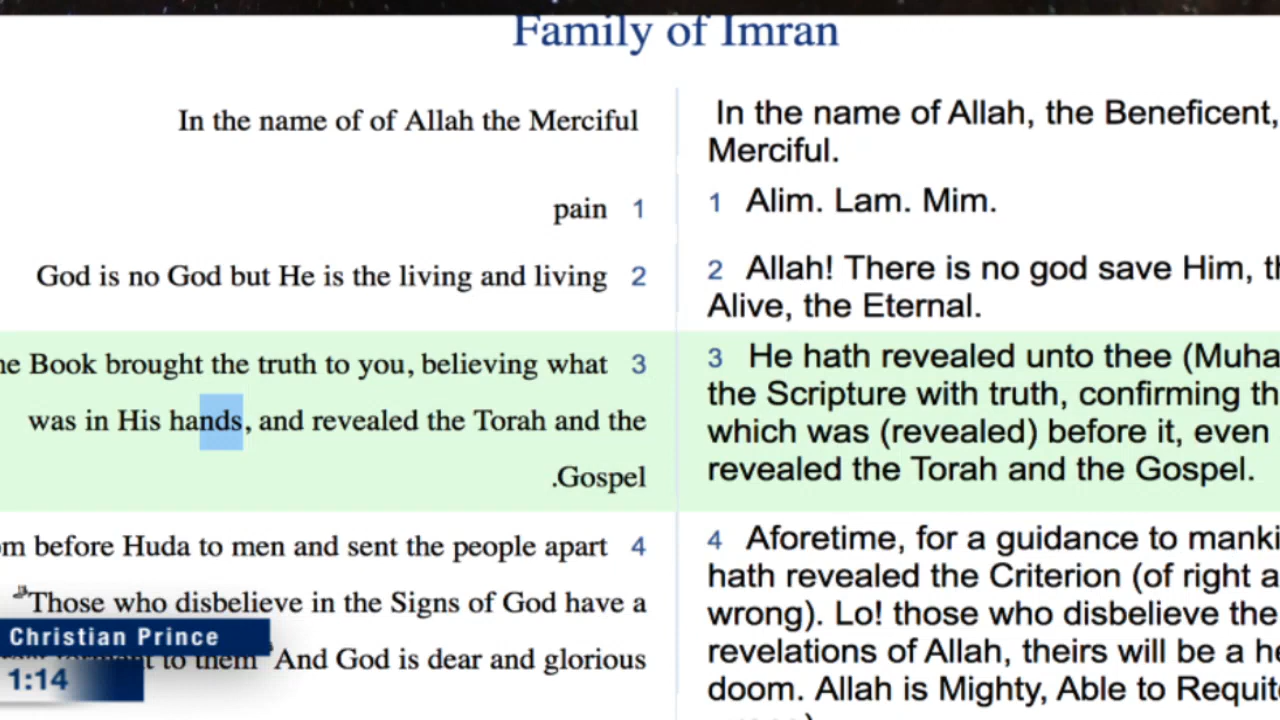 Family of Imran
In the name of of Allah the Merciful
pain 1
God is no God but He is the living and living 2
Book brought the truth to you, believing what 3
was in His hands, and revealed the Torah and the
.Gospel
before Huda to men and sent the people apart 4
"Those who disbelieve in the Signs of God have a
to them "And God is dear and glorious
In the name of Allah, the Beneficent,
Merciful.
1 Alim. Lam. Mim.
2 Allah! There is no god save Him,
Alive, the Eternal.
3 He hath revealed unto thee
the Scripture with truth, confirming
which was (revealed) before it, even
revealed the Torah and the Gospel.
4 Aforetime, for a guidance to
hath revealed the Criterion (of right
wrong). Lo! those who disbelieve the
revelations of Allah, theirs will be a
doom. Allah is Mighty, Able to
Christian Prince
1:14